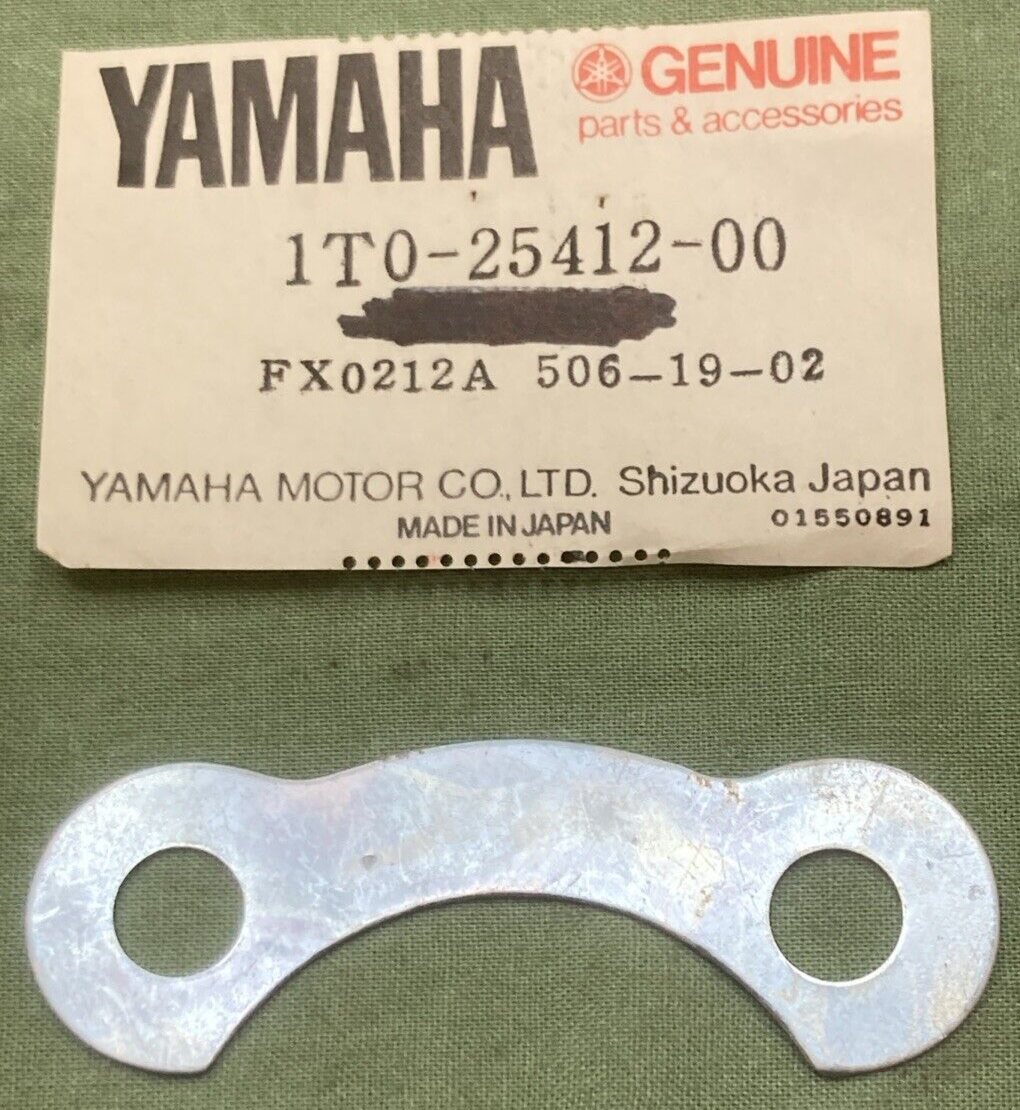 YAMAHA GENUINE
parts & accessories
1T0-25412-00
FX0212A 506-19-02
YAMAHA MOTOR CO., LTD. Shizuoka Japan
MADE IN JAPAN 01550891